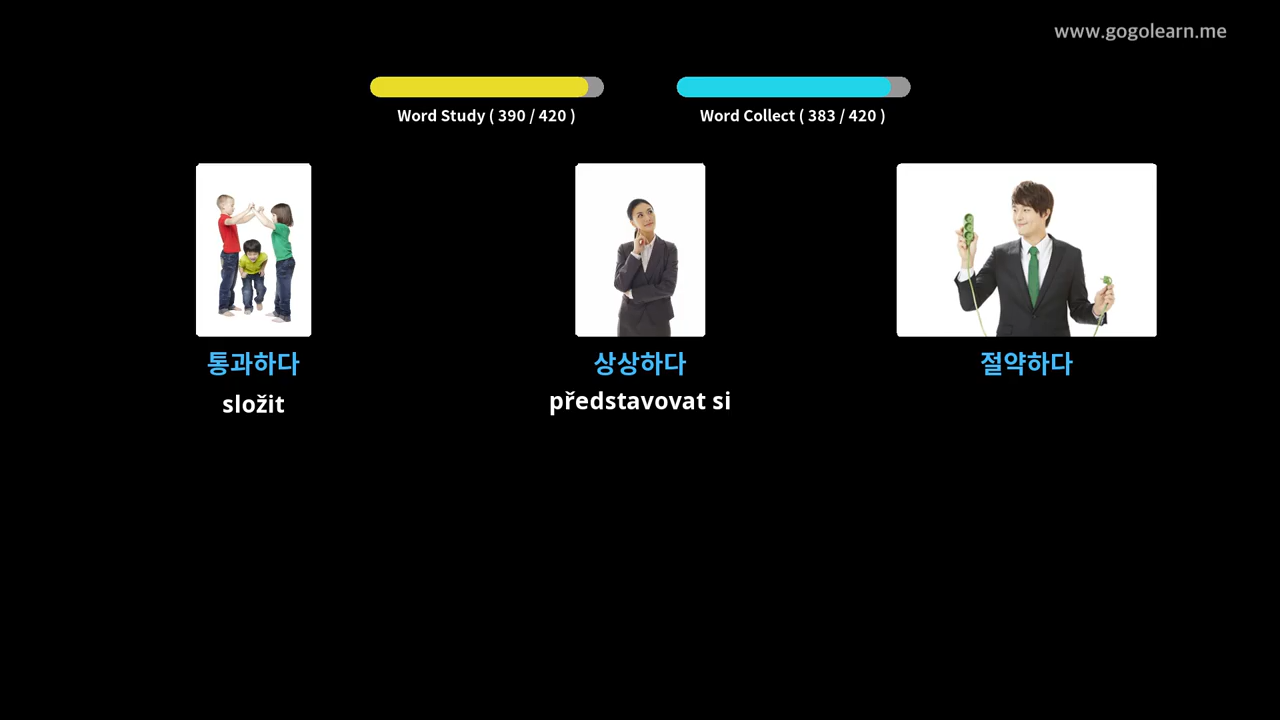 www.gogolearn.me
Word Study ( 390 / 420 )
Word Collect ( 383 / 420 )
통과하다
상상하다
절약하다
složit
představovat si